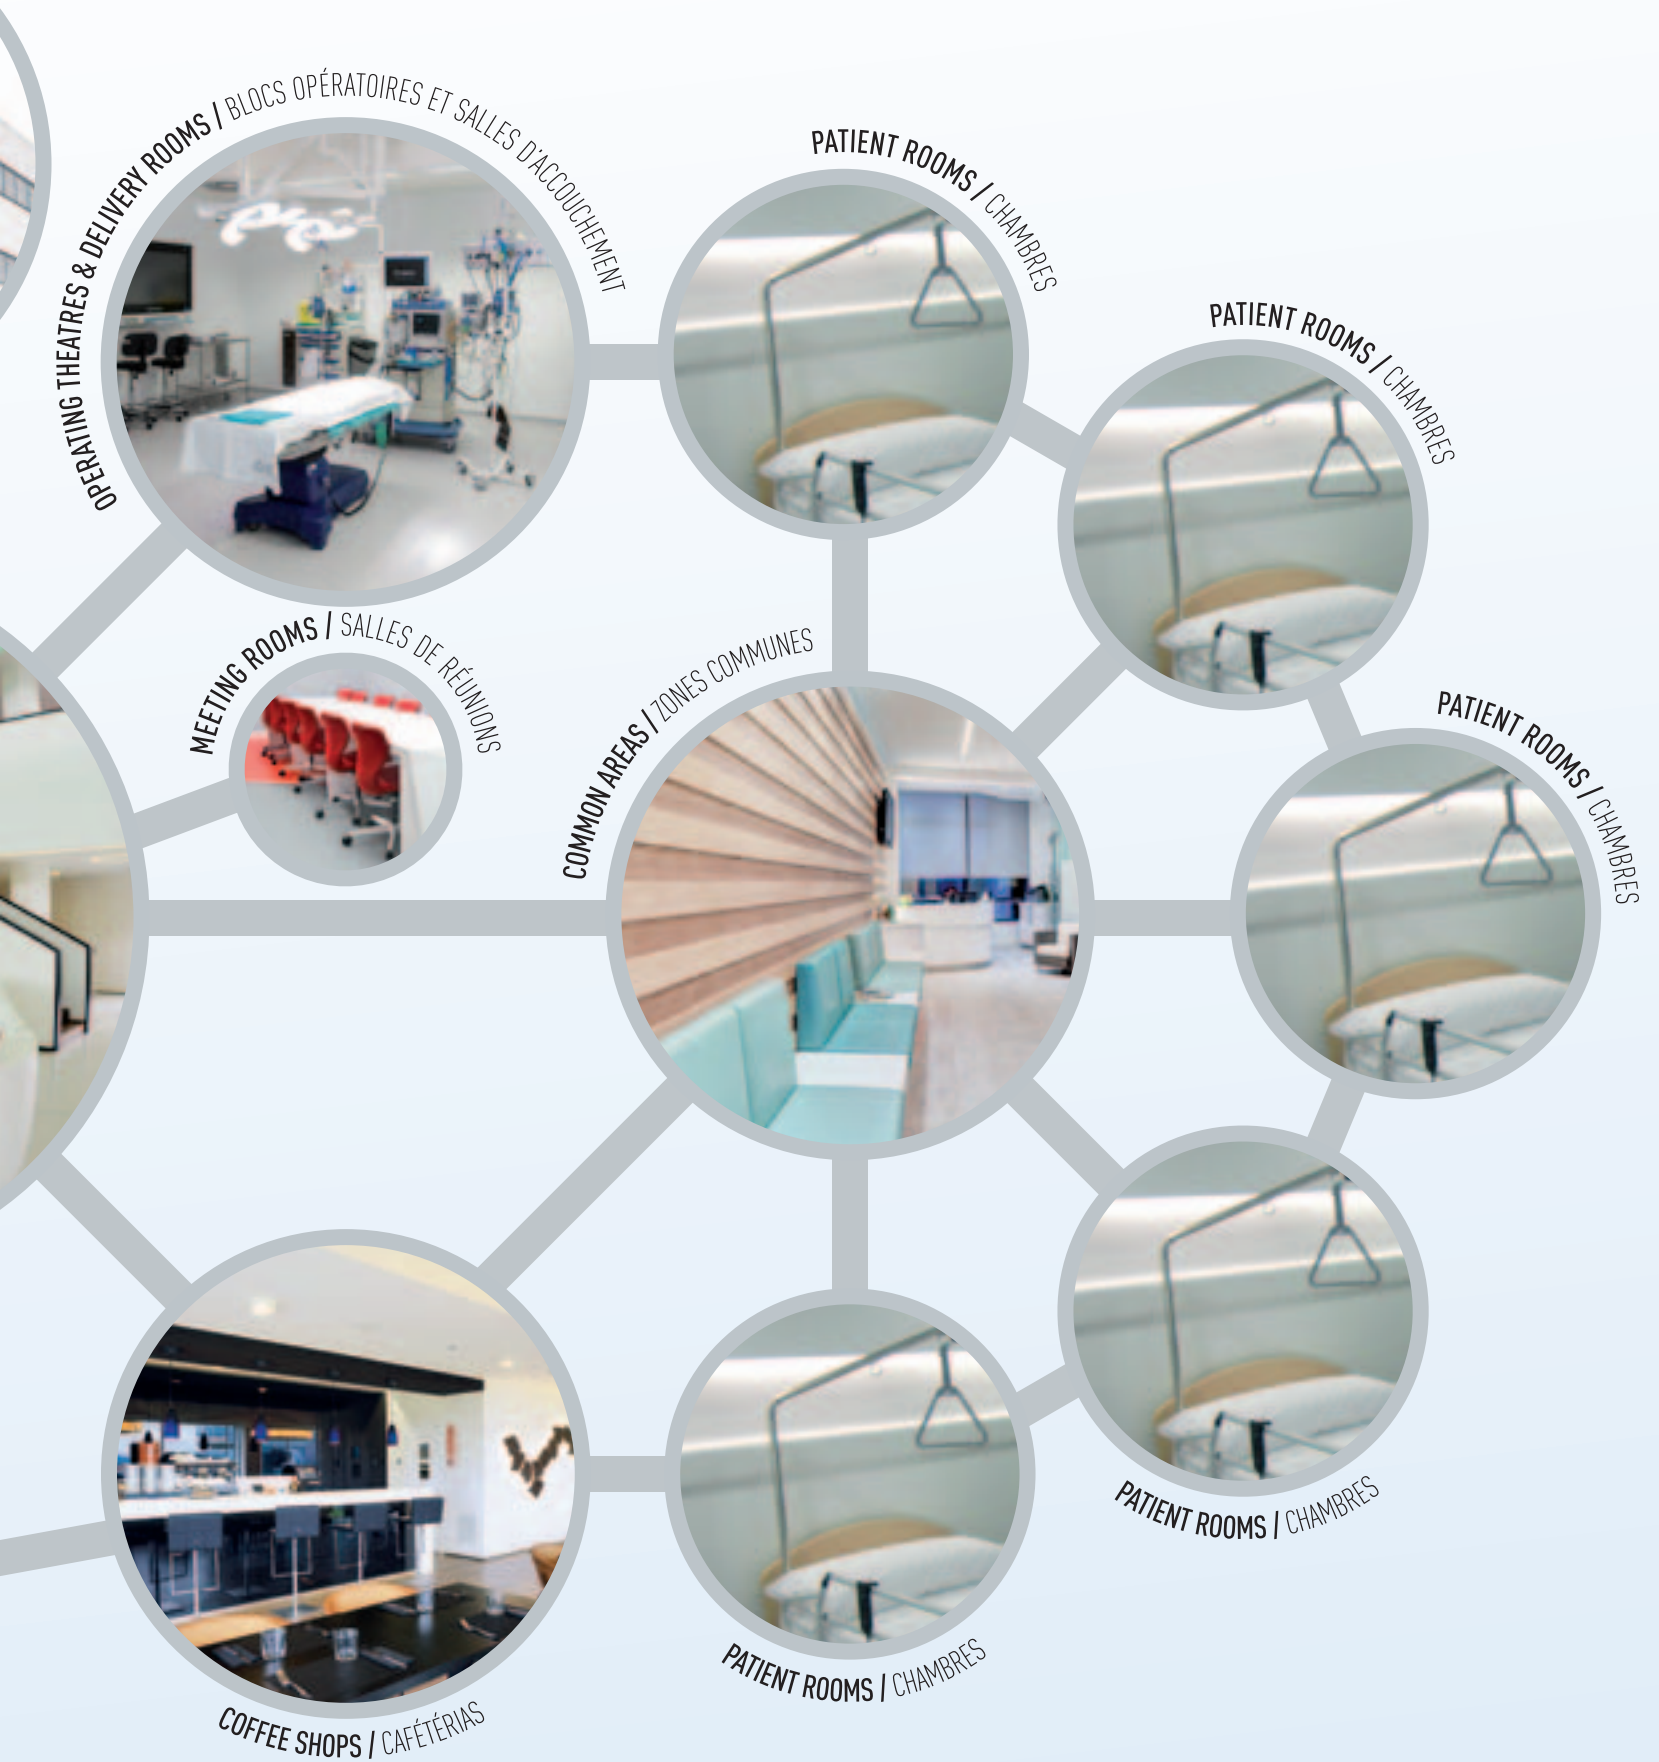 OPERATING THEATRES & DELIVERY ROOMS / BLOCS OPÉRATOIRES ET SALLES D'ACCOUCHEMENT
PATIENT ROOMS / CHAMBRES
PATIENT ROOMS / CHAMBRES
MEETING ROOMS / SALLES DE RÉUNIONS
COMMON AREAS / ZONES COMMUNES
PATIENT ROOMS / CHAMBRES
PATIENT ROOMS / CHAMBRES
PATIENT ROOMS / CHAMBRES
COFFEE SHOPS / CAFÉTÉRIAS